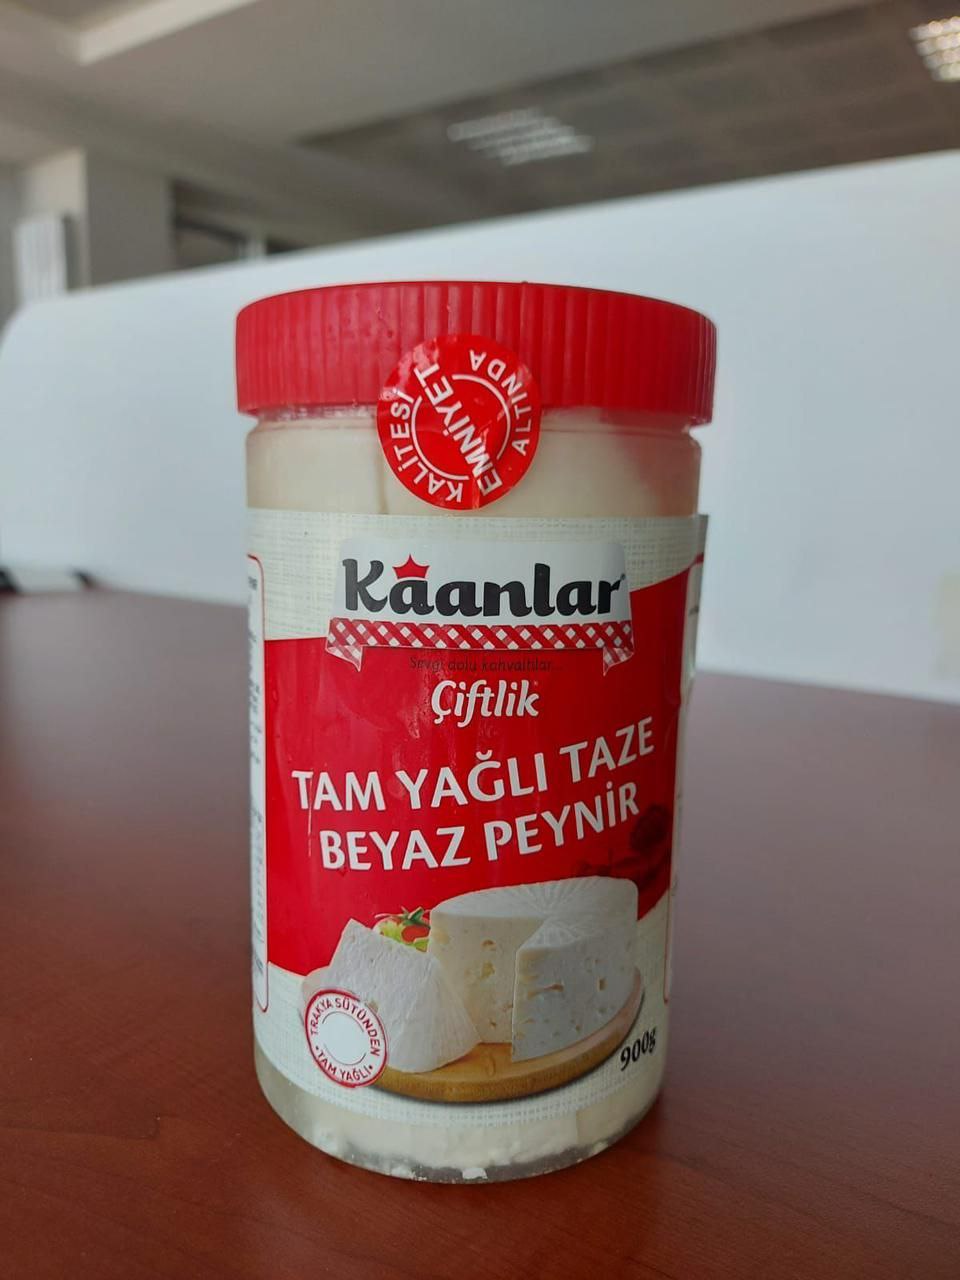 KALİTESİ
EMNİYET
ALTINDA
Kaanlar
Sevgi dolu kahvaltılar...
Çiftlik
TAM YAĞLI TAZE
BEYAZ PEYNİR
TRAKYA SÜTÜNDEN
• TAM YAĞLI •
900g